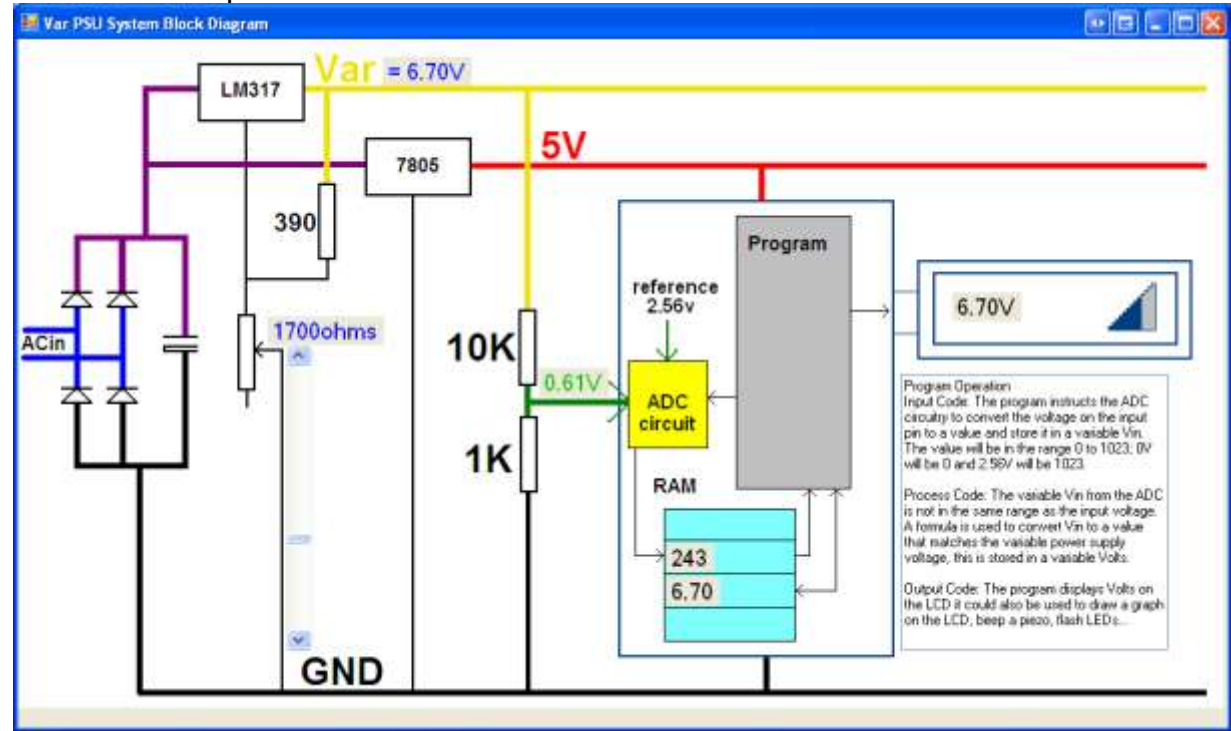 Var PSU System Block Diagram
Var = 6.70V
LM317
5V
7805
390
Program
reference
2.56v
6.70V
1700ohms
ACin
10K
0.61V
ADC
circuit
1K
RAM
243
6.70
GND
Program Operation
Input Code: The program instructs the ADC
circuitry to convert the voltage on the input
pin to a value and store it in a variable Vin.
The value will be in the range 0 to 1023; 0V
will be 0 and 2.56V will be 1023.
Process Code: The variable Vin from the ADC
is not in the same range as the input voltage.
A formula is used to convert Vin to a value
that matches the variable power supply
voltage, this is stored in a variable Volts.
Output Code: The program displays Volts on
the LCD it could also be used to draw a graph
on the LCD, beep a piezo, flash LEDs...